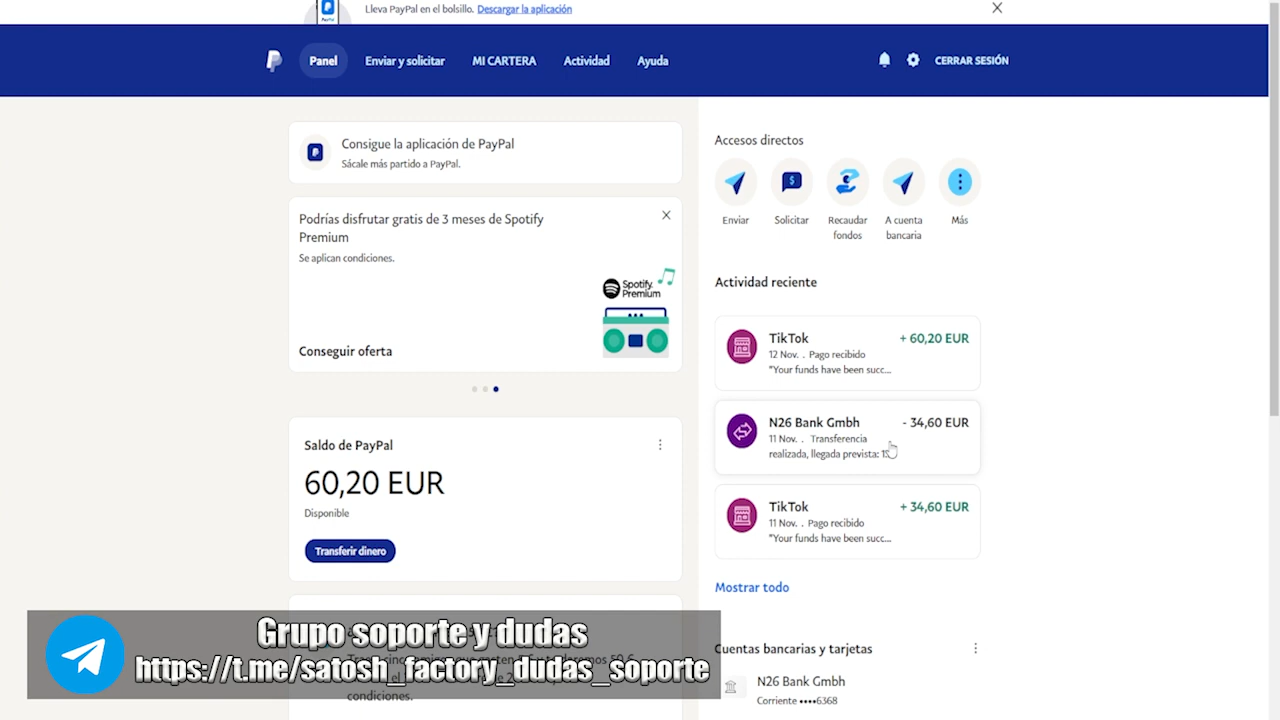 Lleva PayPal en el bolsillo. Descargar la aplicación
Panel
Enviar y solicitar
MI CARTERA
Actividad
Ayuda
CERRAR SESIÓN
Consigue la aplicación de PayPal
Sácale más partido a PayPal.
Podrías disfrutar gratis de 3 meses de Spotify
Premium
Se aplican condiciones.
Spotify
Premium
Conseguir oferta
Saldo de PayPal
60,20 EUR
Disponible
Transferir dinero
Accesos directos
Enviar
Solicitar
Recaudar
fondos
A cuenta
bancaria
Más
Actividad reciente
TikTok
+ 60,20 EUR
12 Nov. . Pago recibido
"Your funds have been succ...
N26 Bank Gmbh
- 34,60 EUR
11 Nov. . Transferencia
realizada, llegada prevista:
TikTok
+ 34,60 EUR
11 Nov. . Pago recibido
"Your funds have been succ...
Mostrar todo
Cuentas bancarias y tarjetas
N26 Bank Gmbh
Corriente ••••6368
Grupo soporte y dudas
https://t.me/satosh_factory_dudas_soporte
condiciones.